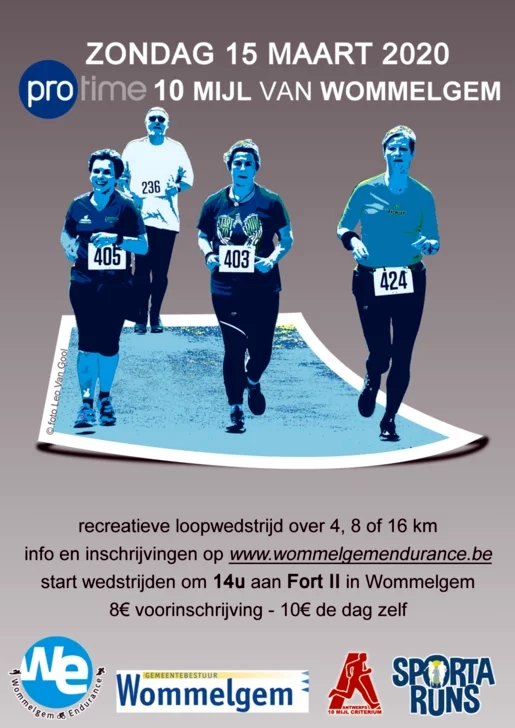 ZONDAG 15 MAART 2020
protime 10 MIJL VAN WOMMELGEM
236
405
403
424
© foto Leo Van Gool
recreatieve loopwedstrijd over 4, 8 of 16 km
info en inschrijvingen op www.wommelgemendurance.be
start wedstrijden om 14u aan Fort II in Wommelgem
8€ voorinschrijving - 10€ de dag zelf
We
Wommelgem Endurance
GEMEENTEBESTUUR
Wommelgem
ANTWERPS
10 MIJL CRITERIUM
SPORTA
RUNS